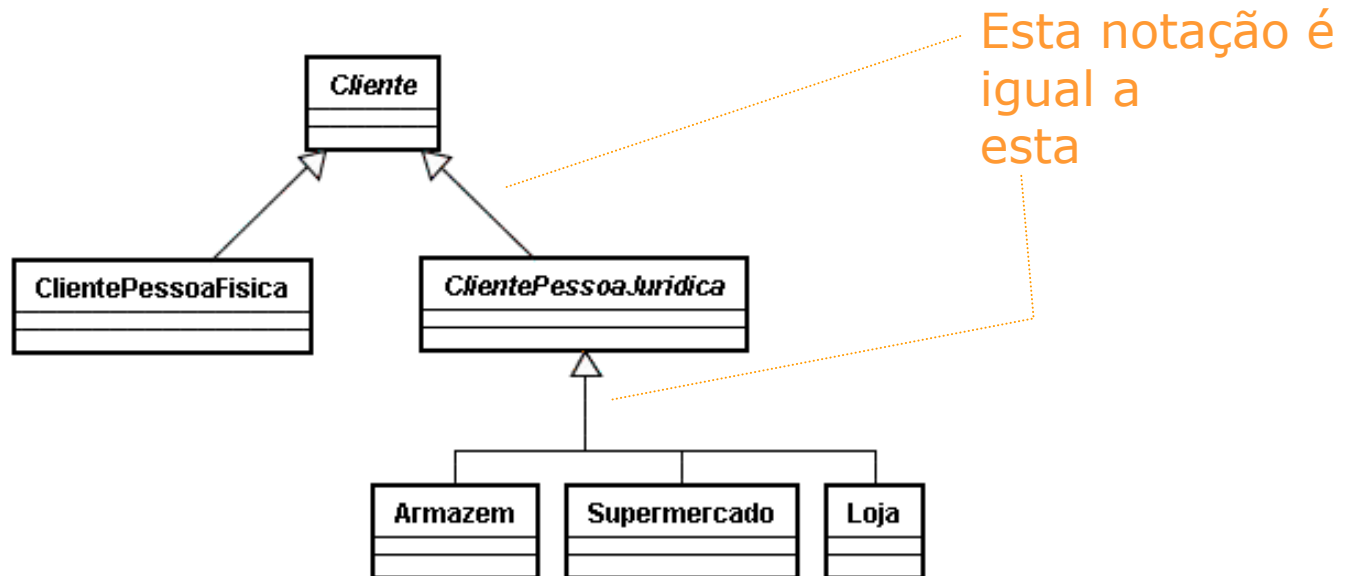 Esta notação é
igual a
esta
Cliente
ClientePessoaFisica
ClientePessoaJuridica
Armazem
Supermercado
Loja